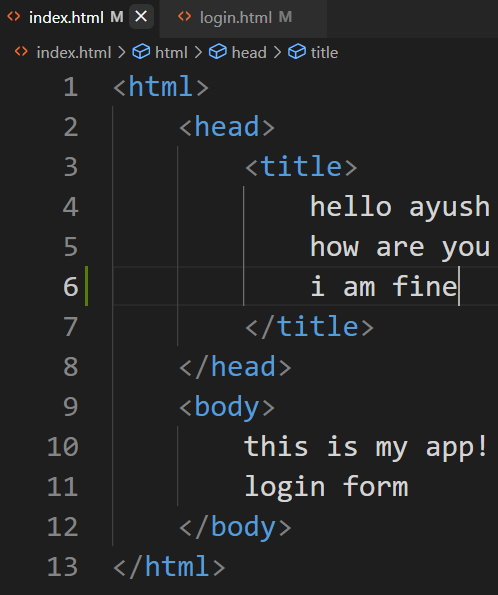 index.html M × login.html M
index.html > html > head > title
1 <html>
2 <head>
3 <title>
4 hello ayush
5 how are you
6 i am fine
7 </title>
8 </head>
9 <body>
10 this is my app!
11 login form
12 </body>
13 </html>